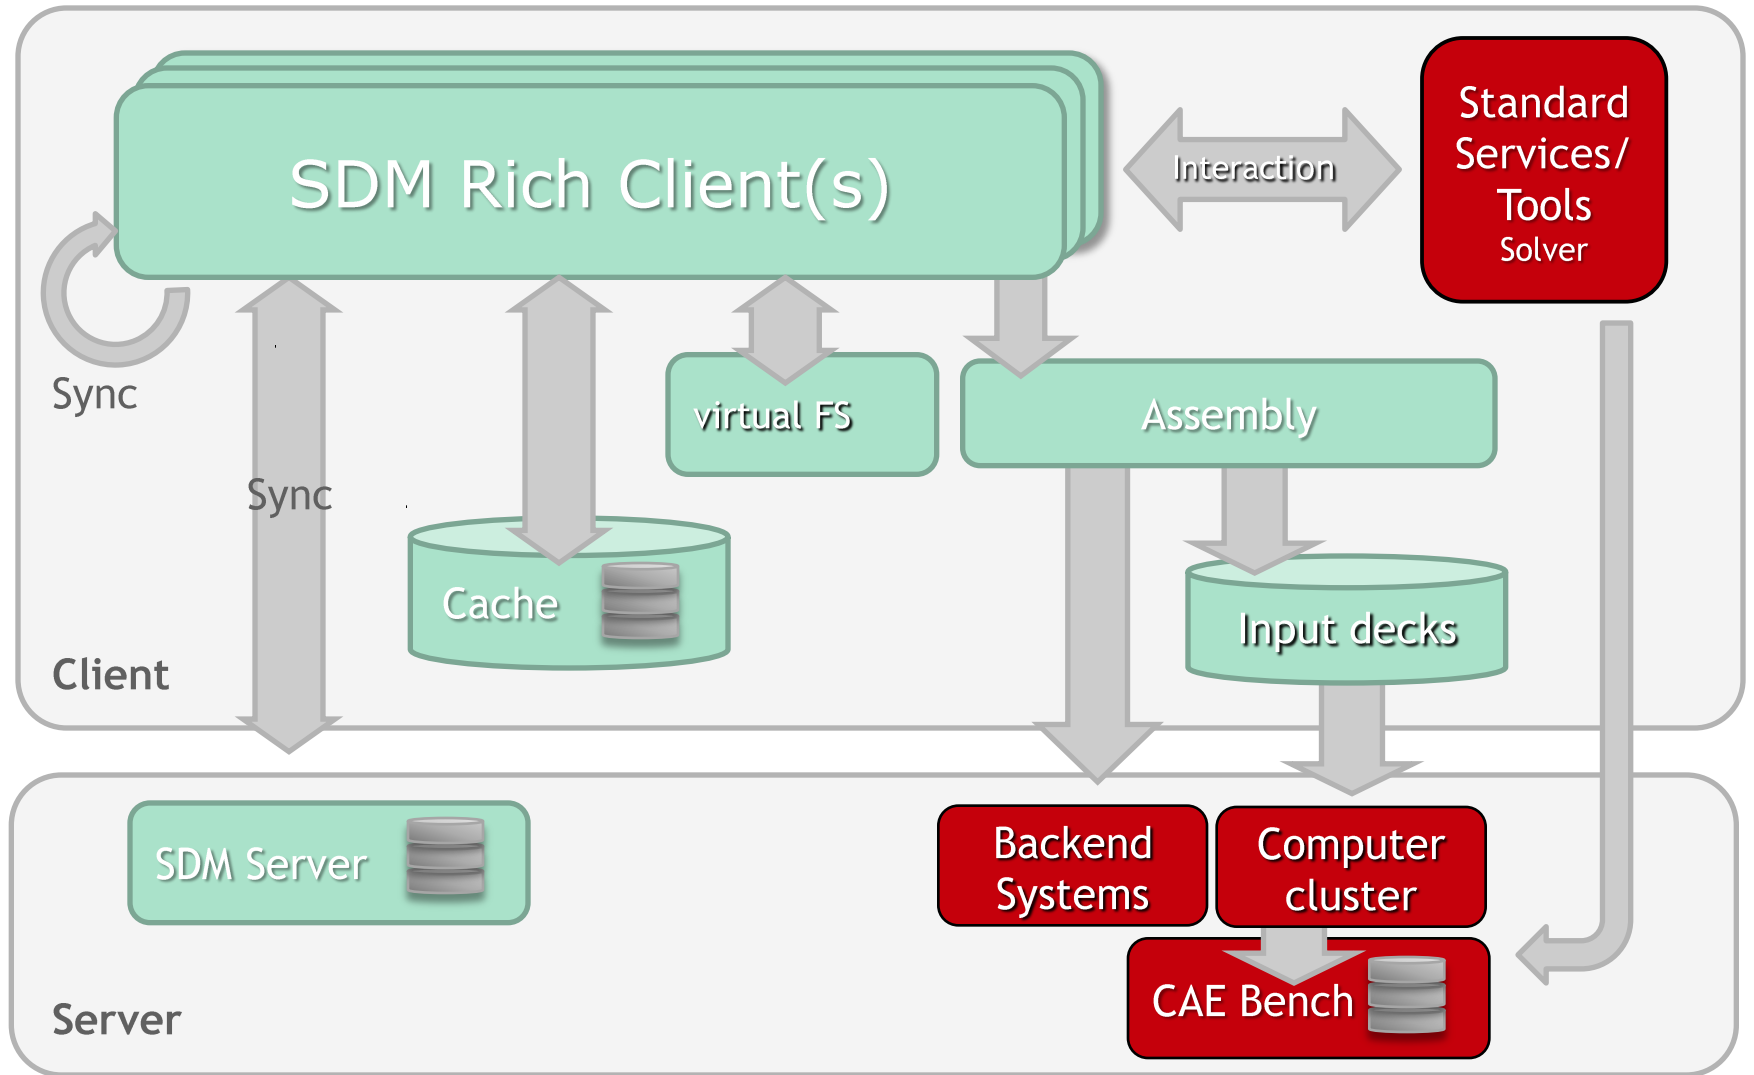 SDM Rich Client(s)
Interaction
Standard
Services/
Tools
Solver
Sync
virtual FS
Assembly
Sync
Cache
Input decks
Client
SDM Server
Backend
Systems
Computer
cluster
CAE Bench
Server